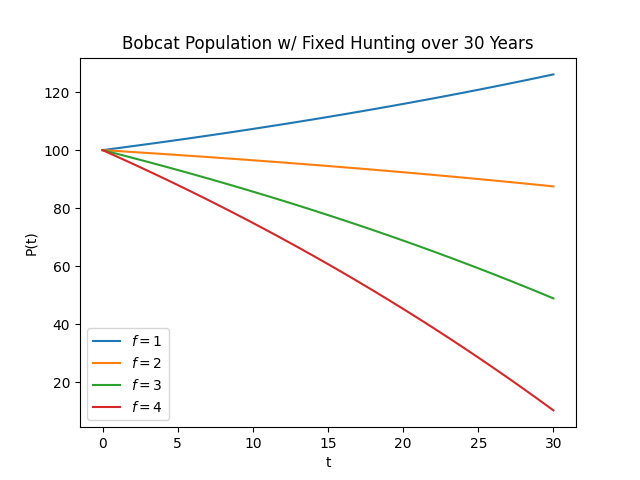 Bobcat Population w/ Fixed Hunting over 30 Years
P(t)
120
100
80
60
40
20
f = 1
f = 2
f = 3
f = 4
0 5 10 15 20 25 30
t